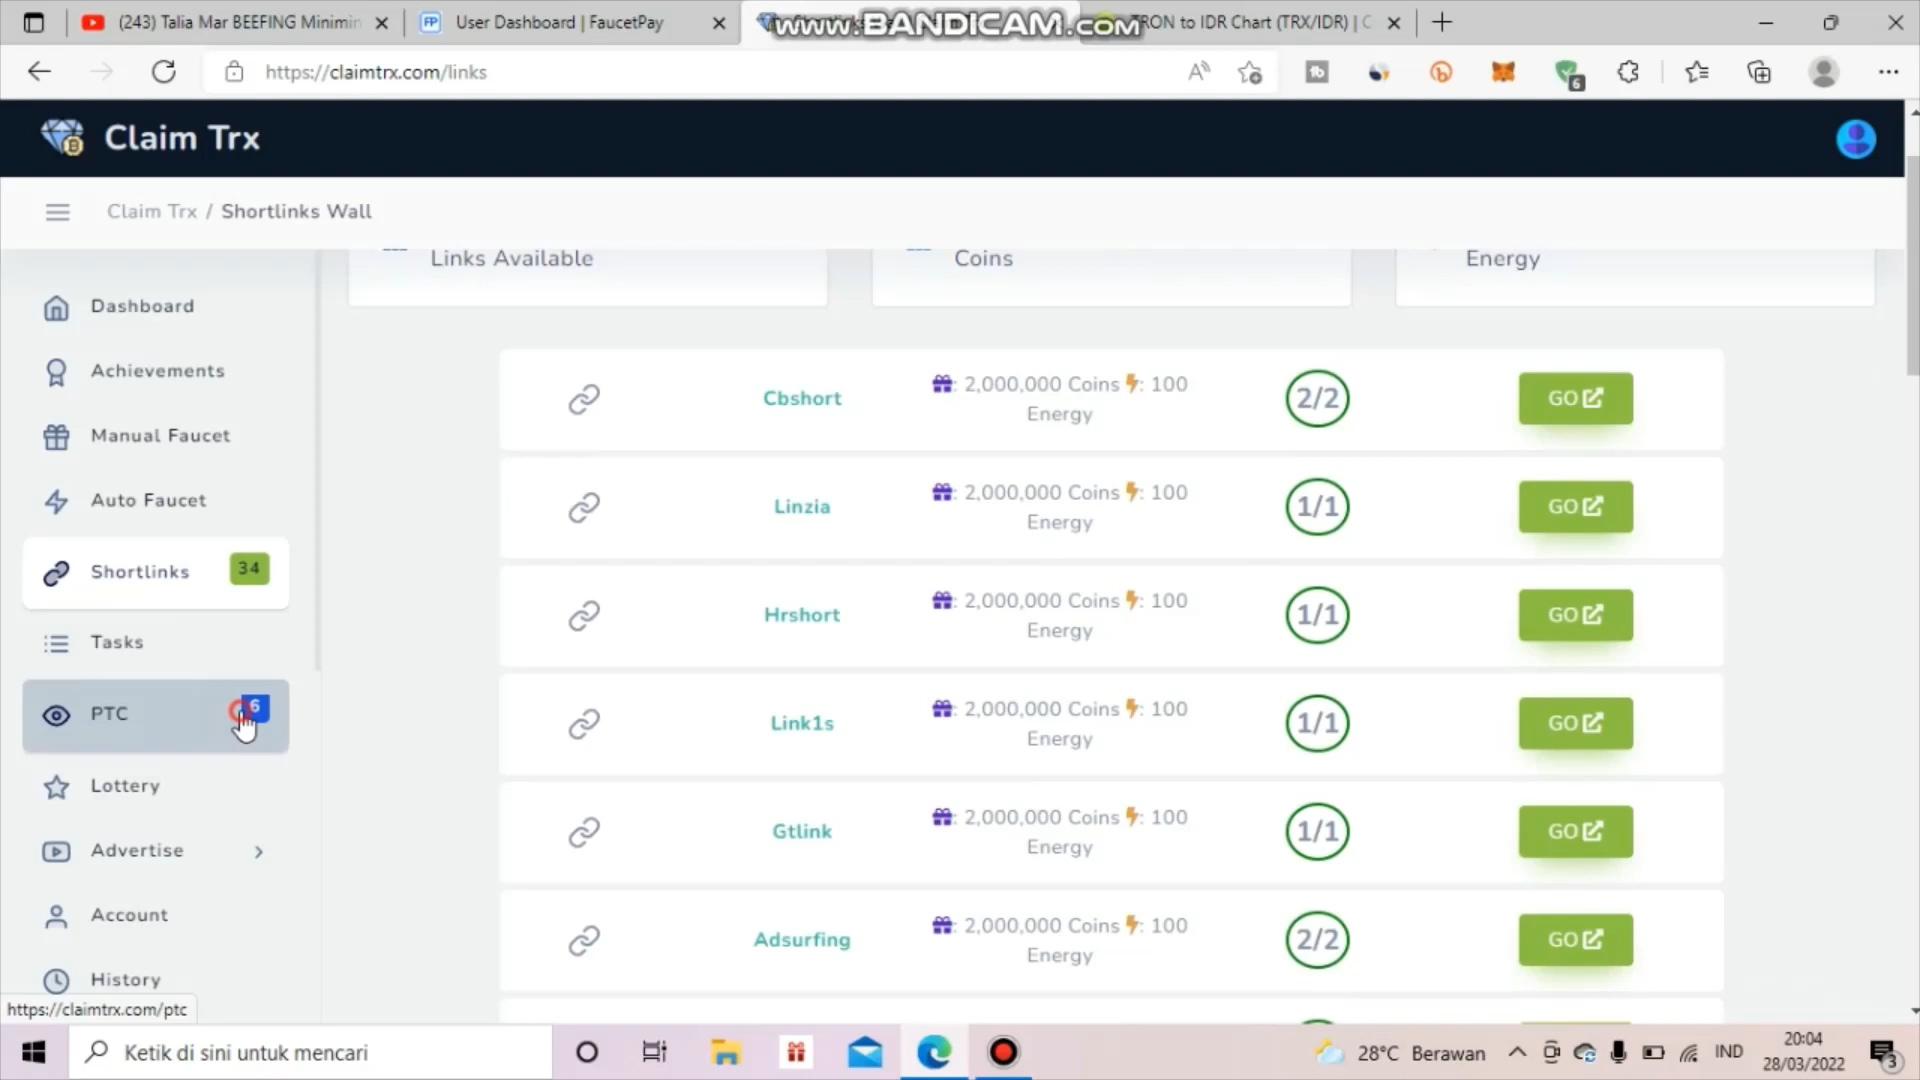 (243) Talia Mar BEEFING Minimin
User Dashboard | FaucetPay
www.BANDICAM.com
TRON to IDR Chart (TRX/IDR) | C
https://claimtrx.com/links
6
Claim Trx
Claim Trx / Shortlinks Wall
Links Available
Coins
Energy
Dashboard
Achievements
Manual Faucet
Auto Faucet
Shortlinks 34
Tasks
PTC 6
Lottery
Advertise
Account
History
Cbshort : 2,000,000 Coins : 100 Energy 2/2 GO
Linzia : 2,000,000 Coins : 100 Energy 1/1 GO
Hrshort : 2,000,000 Coins : 100 Energy 1/1 GO
Link1s : 2,000,000 Coins : 100 Energy 1/1 GO
Gtlink : 2,000,000 Coins : 100 Energy 1/1 GO
Adsurfing : 2,000,000 Coins : 100 Energy 2/2 GO
https://claimtrx.com/ptc
Ketik di sini untuk mencari
28°C Berawan
IND
20:04
28/03/2022
3